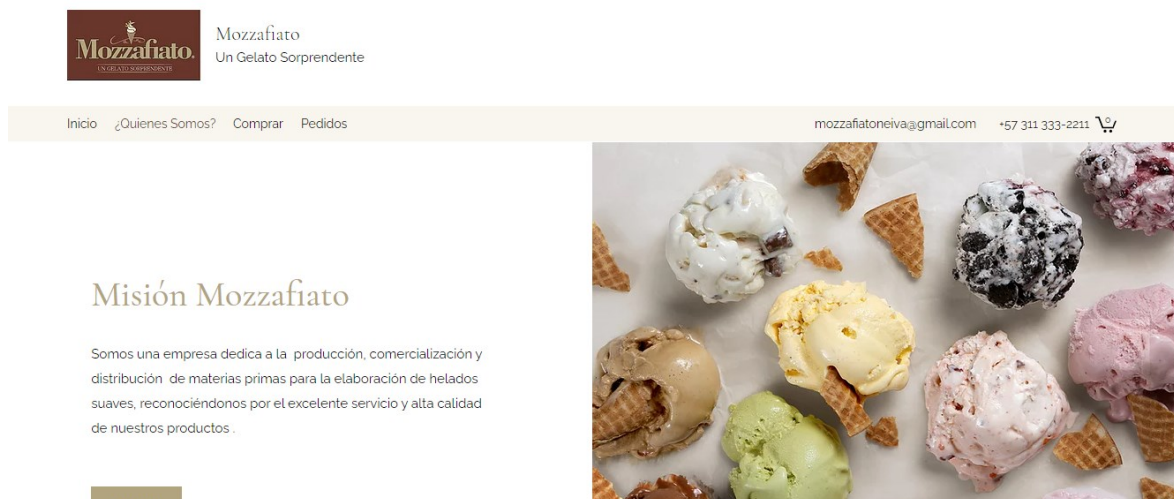 Mozzafiato.
UN GELATO SORPRENDENTE
Mozzafiato
Un Gelato Sorprendente
Inicio ¿Quienes Somos? Comprar Pedidos
mozzafiatoneiva@gmail.com +57 311 333-2211 0
Misión Mozzafiato
Somos una empresa dedica a la producción, comercialización y
distribución de materias primas para la elaboración de helados
suaves, reconociéndonos por el excelente servicio y alta calidad
de nuestros productos .